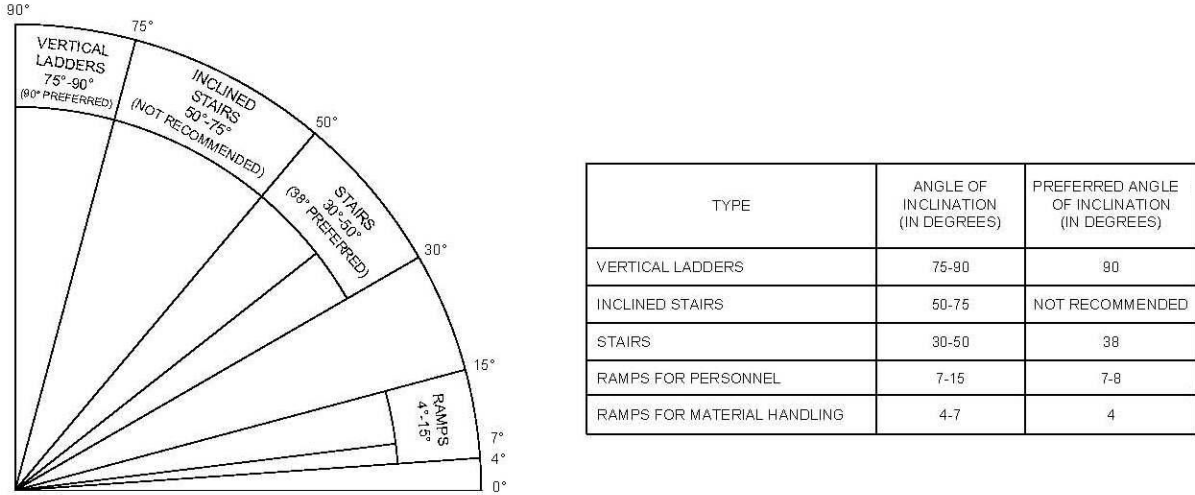 90°
75°
VERTICAL
LADDERS
75°-90°
(90° PREFERRED)
INCLINED
STAIRS
50°-75°
(NOT RECOMMENDED)
50°
STAIRS
30°-50°
(38° PREFERRED)
30°
15°
RAMPS
4°-15°
7°
4°
0°
TYPE
ANGLE OF
INCLINATION
(IN DEGREES)
PREFERRED ANGLE
OF INCLINATION
(IN DEGREES)
VERTICAL LADDERS 75-90 90
INCLINED STAIRS 50-75 NOT RECOMMENDED
STAIRS 30-50 38
RAMPS FOR PERSONNEL 7-15 7-8
RAMPS FOR MATERIAL HANDLING 4-7 4